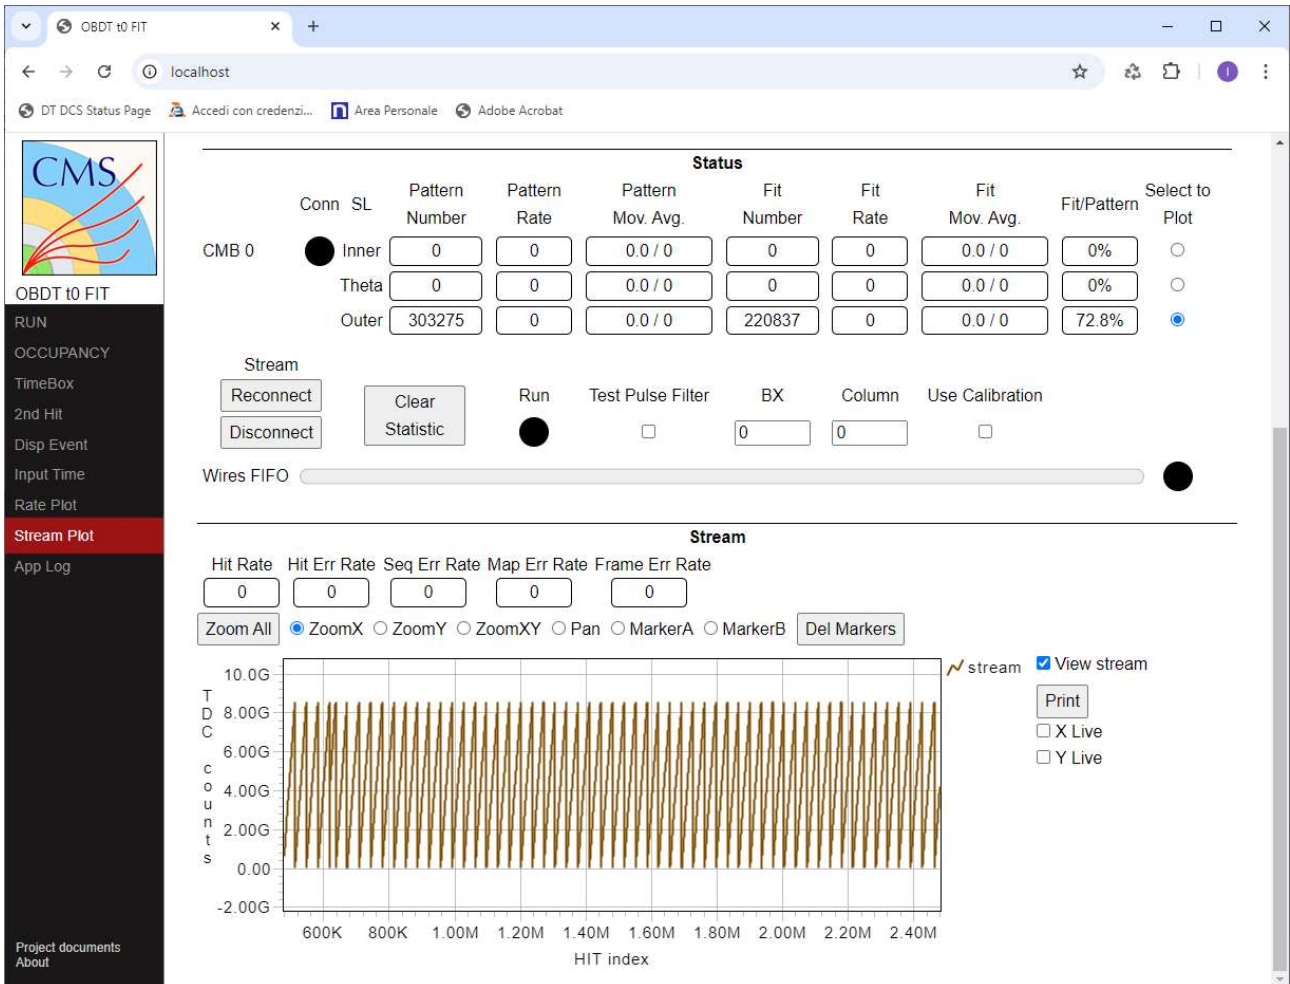 OBDT t0 FIT
localhost
DT DCS Status Page Accedi con credenzi... Area Personale Adobe Acrobat
CMS
OBDT t0 FIT
RUN
OCCUPANCY
TimeBox
2nd Hit
Disp Event
Input Time
Rate Plot
Stream Plot
App Log
Project documents
About
Status
Conn SL Pattern Number Pattern Rate Pattern Mov. Avg. Fit Number Fit Rate Fit Mov. Avg. Fit/Pattern Select to Plot
CMB 0 Inner 0 0 0.0 / 0 0 0 0.0 / 0 0%
Theta 0 0 0.0 / 0 0 0 0.0 / 0 0%
Outer 303275 0 0.0 / 0 220837 0 0.0 / 0 72.8%
Stream
Reconnect
Disconnect
Clear
Statistic
Run Test Pulse Filter BX Column Use Calibration
0 0
Wires FIFO
Stream
Hit Rate Hit Err Rate Seq Err Rate Map Err Rate Frame Err Rate
0 0 0 0 0
Zoom All ZoomX ZoomY ZoomXY Pan MarkerA MarkerB Del Markers
TDC counts
10.0G
8.00G
6.00G
4.00G
2.00G
0.00
-2.00G
600K 800K 1.00M 1.20M 1.40M 1.60M 1.80M 2.00M 2.20M 2.40M
HIT index
stream
View stream
Print
X Live
Y Live
I